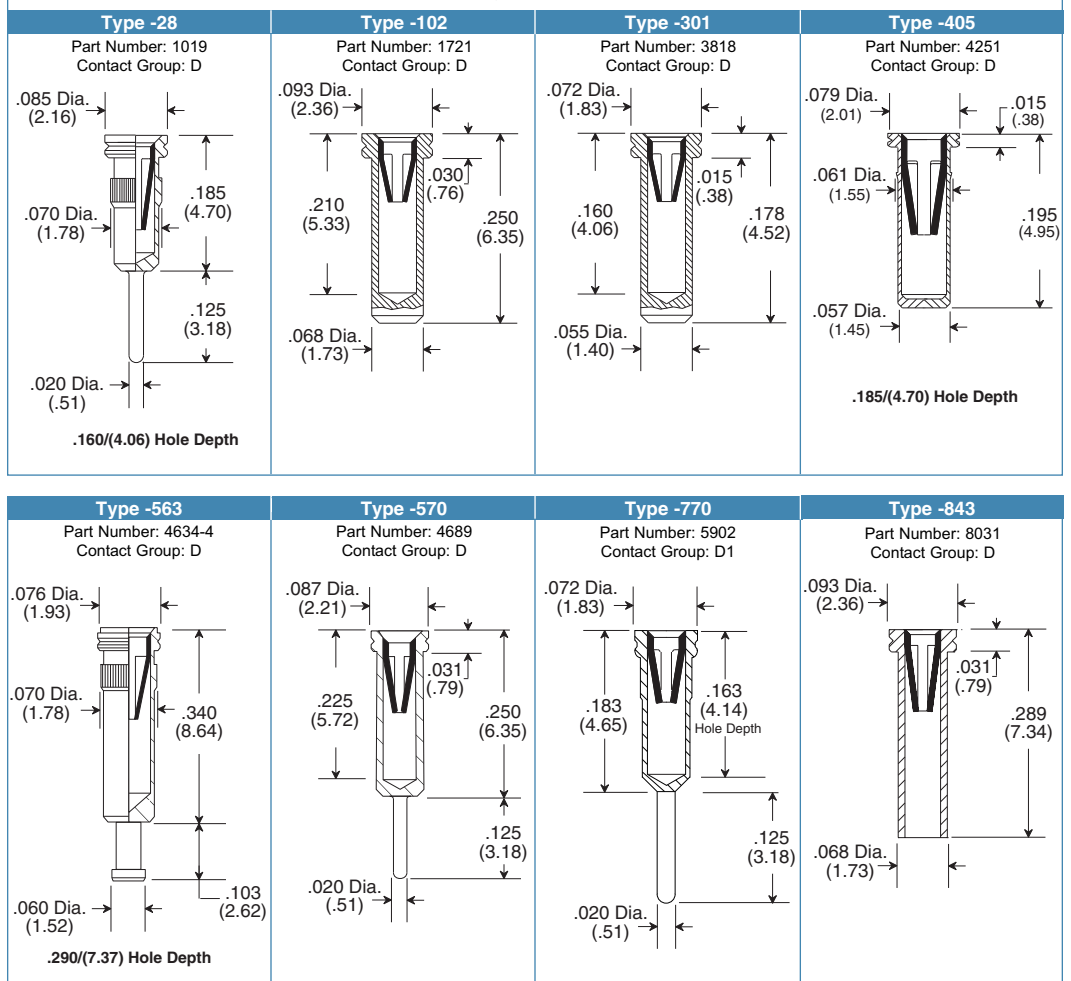 Type -28
Part Number: 1019
Contact Group: D
.085 Dia.
(2.16)
.185
(4.70)
.070 Dia.
(1.78)
.125
(3.18)
.020 Dia.
(.51)
.160/(4.06) Hole Depth
Type -102
Part Number: 1721
Contact Group: D
.093 Dia.
(2.36)
.030
(.76)
.210
(5.33)
.250
(6.35)
.068 Dia.
(1.73)
Type -301
Part Number: 3818
Contact Group: D
.072 Dia.
(1.83)
.015
(.38)
.160
(4.06)
.178
(4.52)
.055 Dia.
(1.40)
Type -405
Part Number: 4251
Contact Group: D
.079 Dia.
(2.01)
.015
(.38)
.061 Dia.
(1.55)
.195
(4.95)
.057 Dia.
(1.45)
.185/(4.70) Hole Depth
Type -563
Part Number: 4634-4
Contact Group: D
.076 Dia.
(1.93)
.070 Dia.
(1.78)
.340
(8.64)
.103
(2.62)
.060 Dia.
(1.52)
.290/(7.37) Hole Depth
Type -570
Part Number: 4689
Contact Group: D
.087 Dia.
(2.21)
.031
(.79)
.225
(5.72)
.250
(6.35)
.125
(3.18)
.020 Dia.
(.51)
Type -770
Part Number: 5902
Contact Group: D1
.072 Dia.
(1.83)
.183
(4.65)
.163
(4.14)
Hole Depth
.125
(3.18)
.020 Dia.
(.51)
Type -843
Part Number: 8031
Contact Group: D
.093 Dia.
(2.36)
.031
(.79)
.289
(7.34)
.068 Dia.
(1.73)